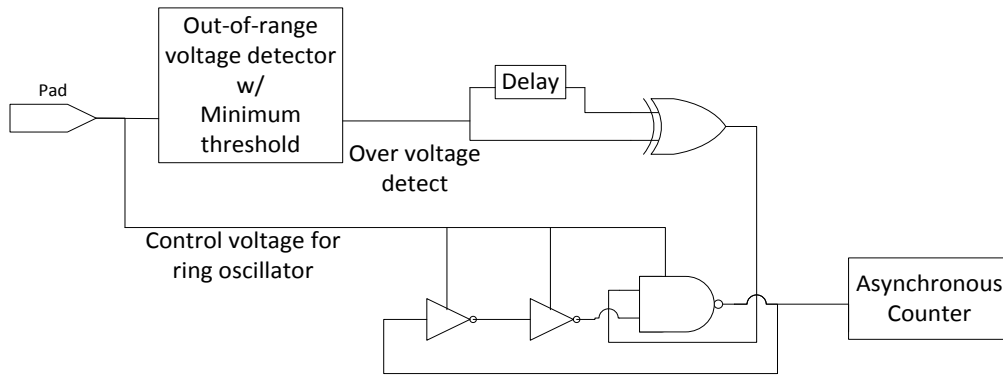 Out-of-range
voltage detector
w/
Minimum
threshold
Pad
Delay
Over voltage
detect
Control voltage for
ring oscillator
Asynchronous
Counter